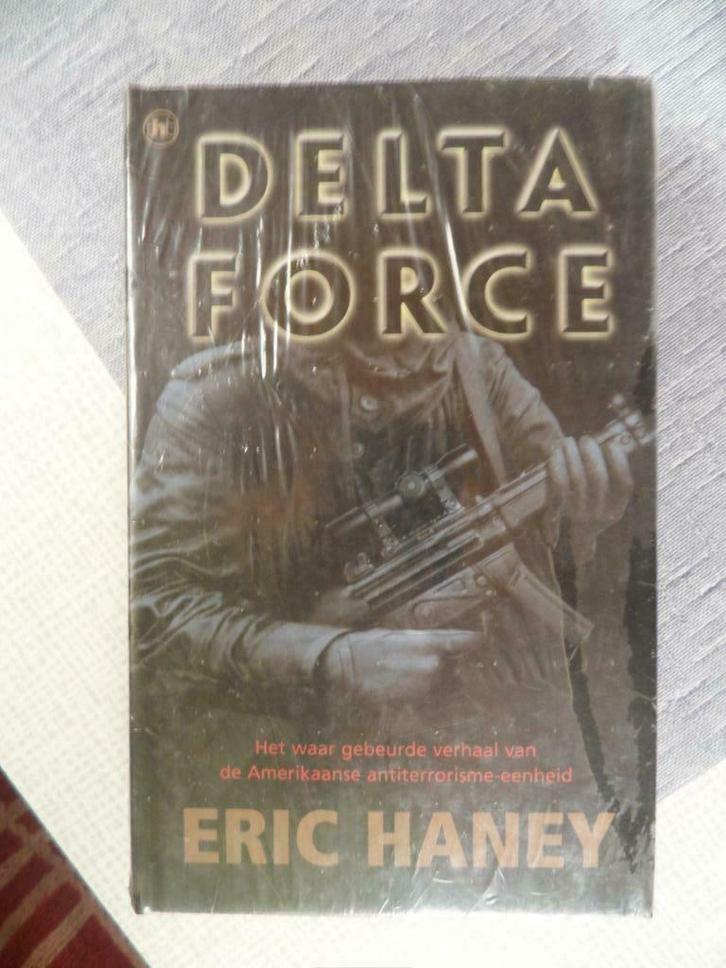 DELTA
FORCE
Het waar gebeurde verhaal van
de Amerikaanse antiterrorisme-eenheid
ERIC HANEY